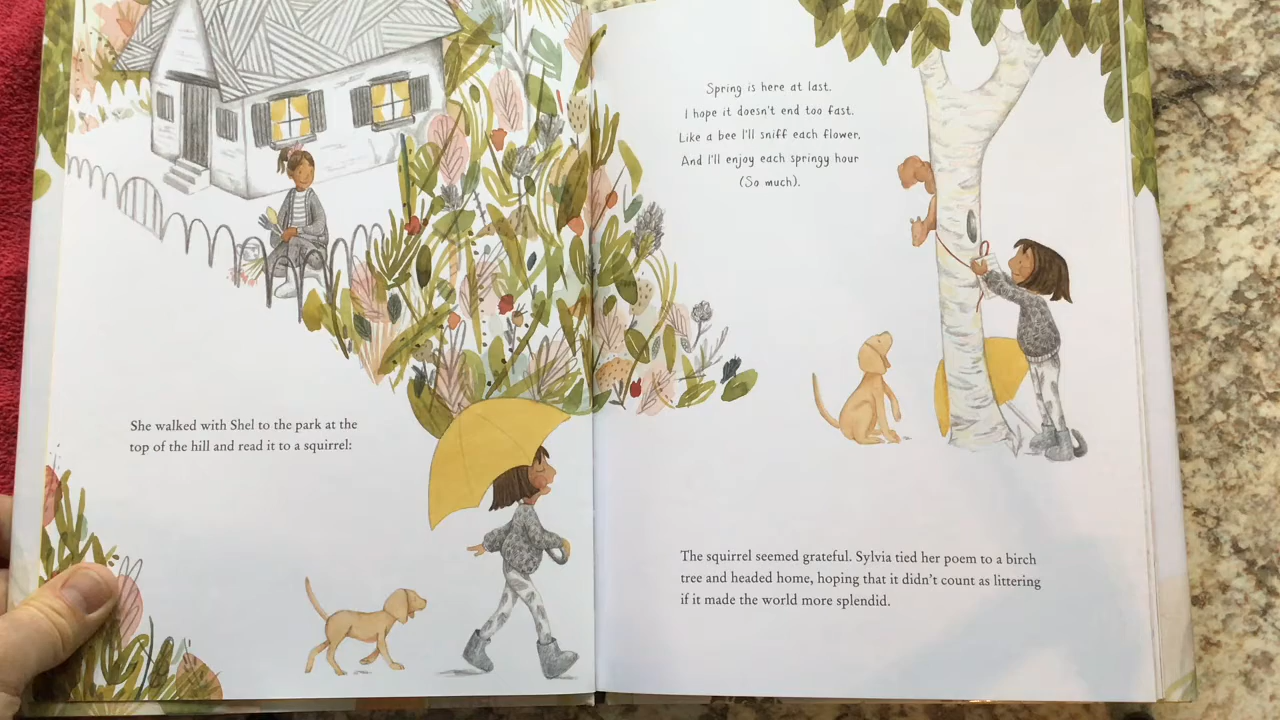 She walked with Shel to the park at the
top of the hill and read it to a squirrel:
Spring is here at last.
I hope it doesn't end too fast.
Like a bee I'll sniff each flower,
And I'll enjoy each springy hour
(So much).
The squirrel seemed grateful. Sylvia tied her poem to a birch
tree and headed home, hoping that it didn't count as littering
if it made the world more splendid.